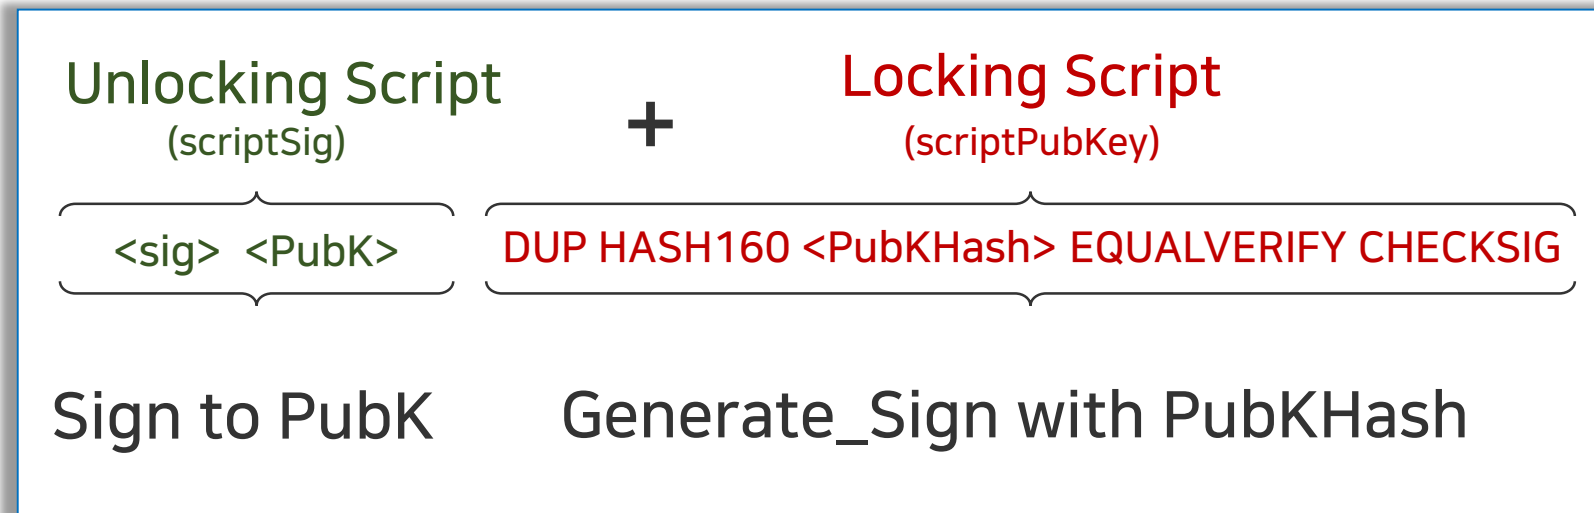 Unlocking Script + Locking Script
(scriptSig) (scriptPubKey)
<sig> <PubK> DUP HASH160 <PubKHash> EQUALVERIFY CHECKSIG
Sign to PubK Generate_Sign with PubKHash